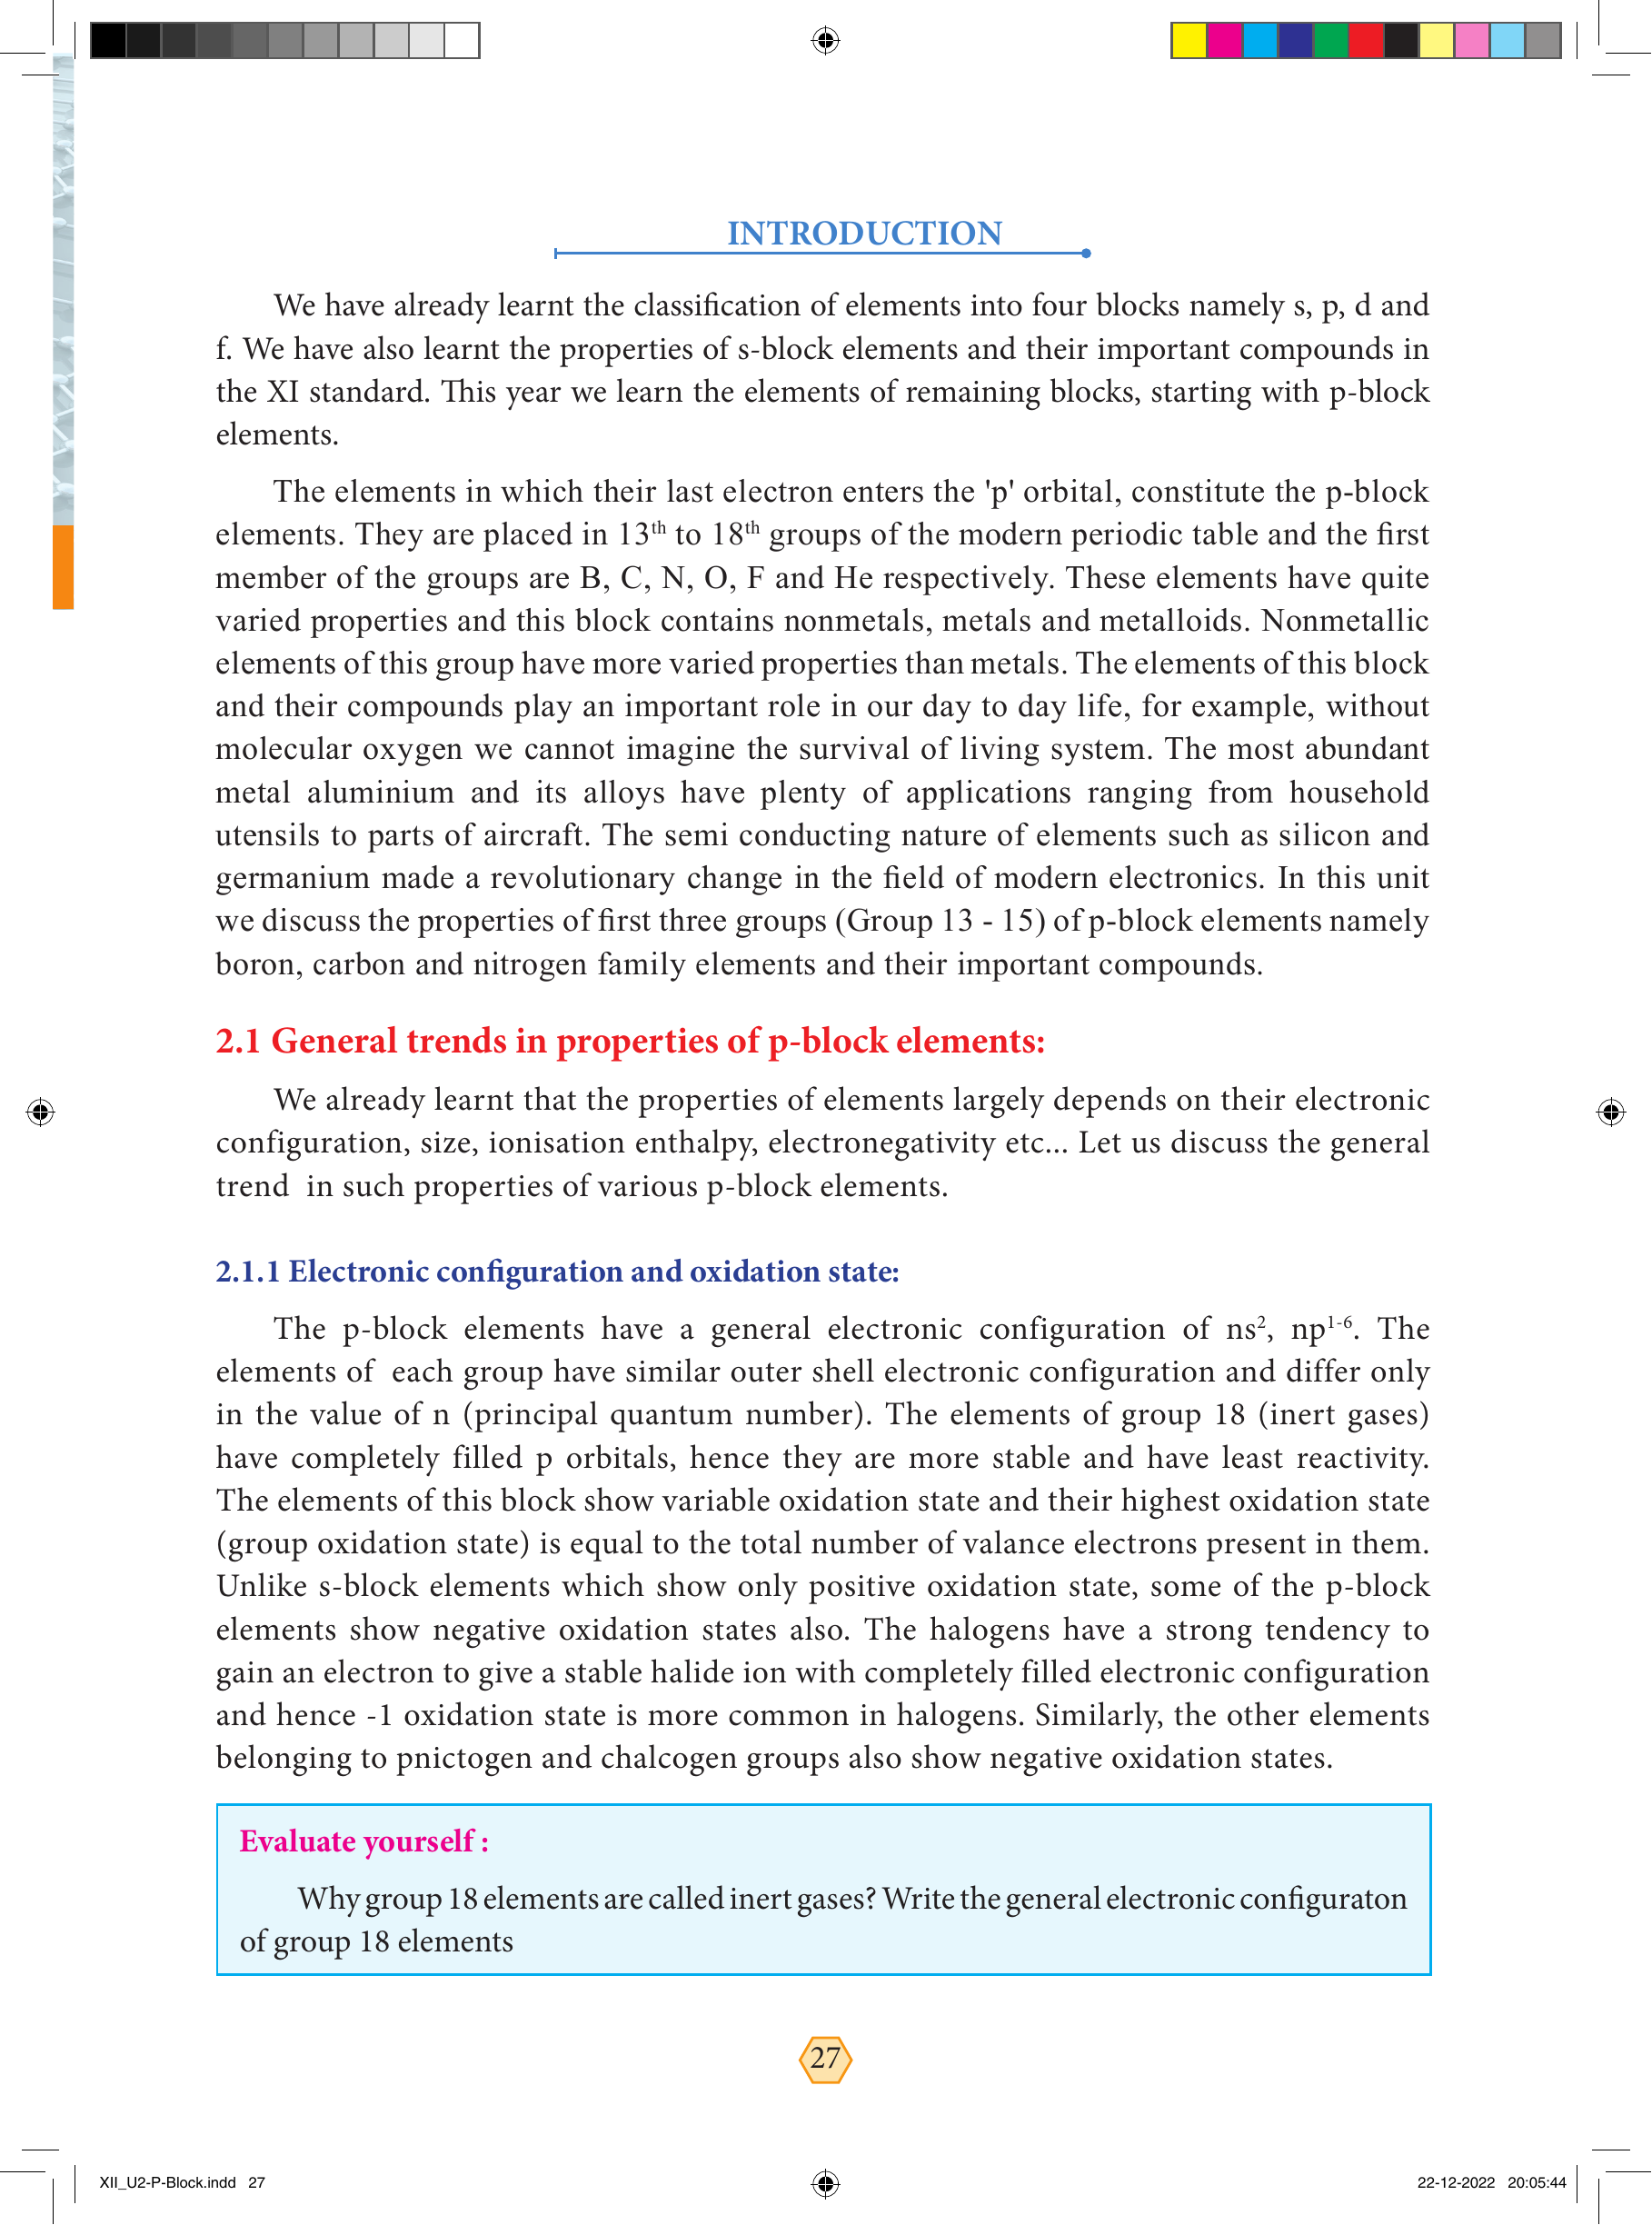 INTRODUCTION
We have already learnt the classification of elements into four blocks namely s, p, d and
f. We have also learnt the properties of s-block elements and their important compounds in
the XI standard. This year we learn the elements of remaining blocks, starting with p-block
elements.
The elements in which their last electron enters the 'p' orbital, constitute the p-block
elements. They are placed in 13th to 18th groups of the modern periodic table and the first
member of the groups are B, C, N, O, F and He respectively. These elements have quite
varied properties and this block contains nonmetals, metals and metalloids. Nonmetallic
elements of this group have more varied properties than metals. The elements of this block
and their compounds play an important role in our day to day life, for example, without
molecular oxygen we cannot imagine the survival of living system. The most abundant
metal aluminium and its alloys have plenty of applications ranging from household
utensils to parts of aircraft. The semi conducting nature of elements such as silicon and
germanium made a revolutionary change in the field of modern electronics. In this unit
we discuss the properties of first three groups (Group 13 - 15) of p-block elements namely
boron, carbon and nitrogen family elements and their important compounds.
2.1 General trends in properties of p-block elements:
We already learnt that the properties of elements largely depends on their electronic
configuration, size, ionisation enthalpy, electronegativity etc... Let us discuss the general
trend in such properties of various p-block elements.
2.1.1 Electronic configuration and oxidation state:
The p-block elements have a general electronic configuration of ns², np¹⁻⁶. The
elements of each group have similar outer shell electronic configuration and differ only
in the value of n (principal quantum number). The elements of group 18 (inert gases)
have completely filled p orbitals, hence they are more stable and have least reactivity.
The elements of this block show variable oxidation state and their highest oxidation state
(group oxidation state) is equal to the total number of valance electrons present in them.
Unlike s-block elements which show only positive oxidation state, some of the p-block
elements show negative oxidation states also. The halogens have a strong tendency to
gain an electron to give a stable halide ion with completely filled electronic configuration
and hence -1 oxidation state is more common in halogens. Similarly, the other elements
belonging to pnictogen and chalcogen groups also show negative oxidation states.
Evaluate yourself :
Why group 18 elements are called inert gases? Write the general electronic configuraton
of group 18 elements
27
XII_U2-P-Block.indd 27
22-12-2022 20:05:44